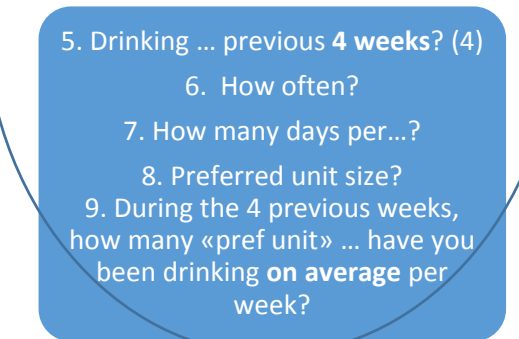 5. Drinking … previous 4 weeks? (4)
6. How often?
7. How many days per…?
8. Preferred unit size?
9. During the 4 previous weeks,
how many «pref unit» … have you
been drinking on average per
week?